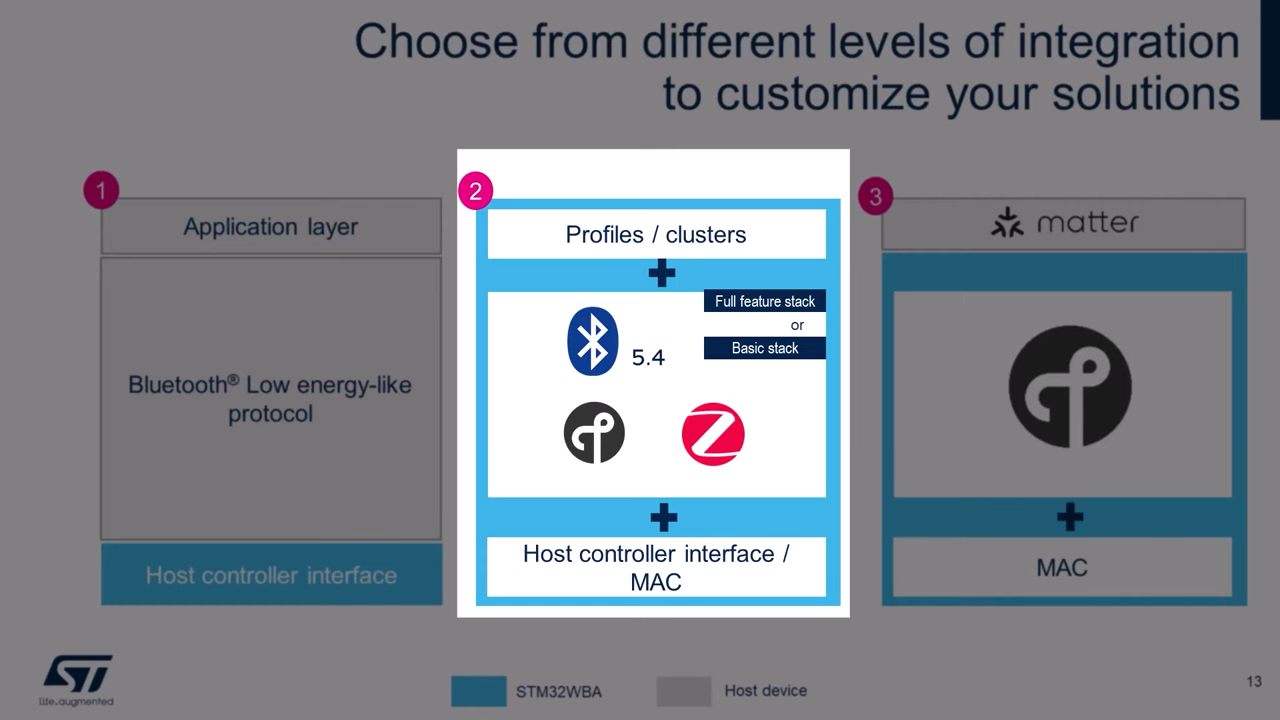 Choose from different levels of integration
to customize your solutions
1
Application layer
Bluetooth® Low energy-like
protocol
Host controller interface
2
Profiles / clusters
Full feature stack
or
Basic stack
5.4
Host controller interface /
MAC
3
matter
MAC
ST
life.augmented
STM32WBA
Host device
13